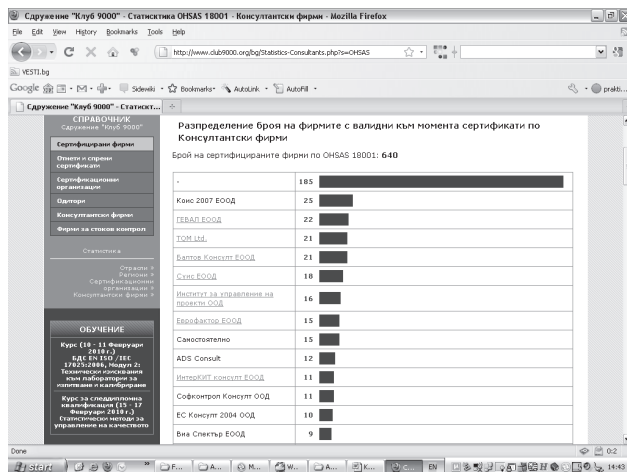 Сдружение "Клуб 9000" - Статисктика OHSAS 18001 - Консултантски фирми - Mozilla Firefox
File Edit View History Bookmarks Tools Help
http://www.club9000.org/bg/Statistics-Consultants.php?s=OHSAS
VESTI.bg
Google Sidewiki Bookmarks AutoLink AutoFill prakti...
Сдружение "Клуб 9000" - Статискт...
СПРАВОЧНИК
Сдружение "Клуб 9000"
Сертифицирани фирми
Отнети и спрени
сертификати
Сертификационни
организации
Одитори
Консултантски фирми
Фирми за стоков контрол
Статистика
Отрасли »
Региони »
Сертификационни
организации »
Консултантски фирми »
ОБУЧЕНИЕ
Курс (10 - 11 Февруари
2010 г.)
БДС EN ISO /IEC
17025:2006, Модул 2:
Технически изисквания
към лаборатории за
изпитване и калибриране
Курс за следдипломна
квалификация (15 - 17
Февруари 2010 г.)
Статистически методи за
управление на качеството
Разпределение броя на фирмите с валидни към момента сертификати по
Консултантски фирми
Брой на сертифицираните фирми по OHSAS 18001: 640
- 185
Конс 2007 ЕООД 25
ГЕВАЛ ЕООД 22
TOM Ltd. 21
Балтов Консулт ЕООД 21
Сукс ЕООД 18
Институт за управление на
проекти ООД 16
Еврофактор ЕООД 15
Самостоятелно 15
ADS Consult 12
ИнтерКИТ консулт ЕООД 11
Софконтрол Консулт ООД 11
ЕС Консулт 2004 ООД 10
Виа Спектър ЕООД 9
Done 0:2
start F... A... M... W... A... K... C... EN 14:43